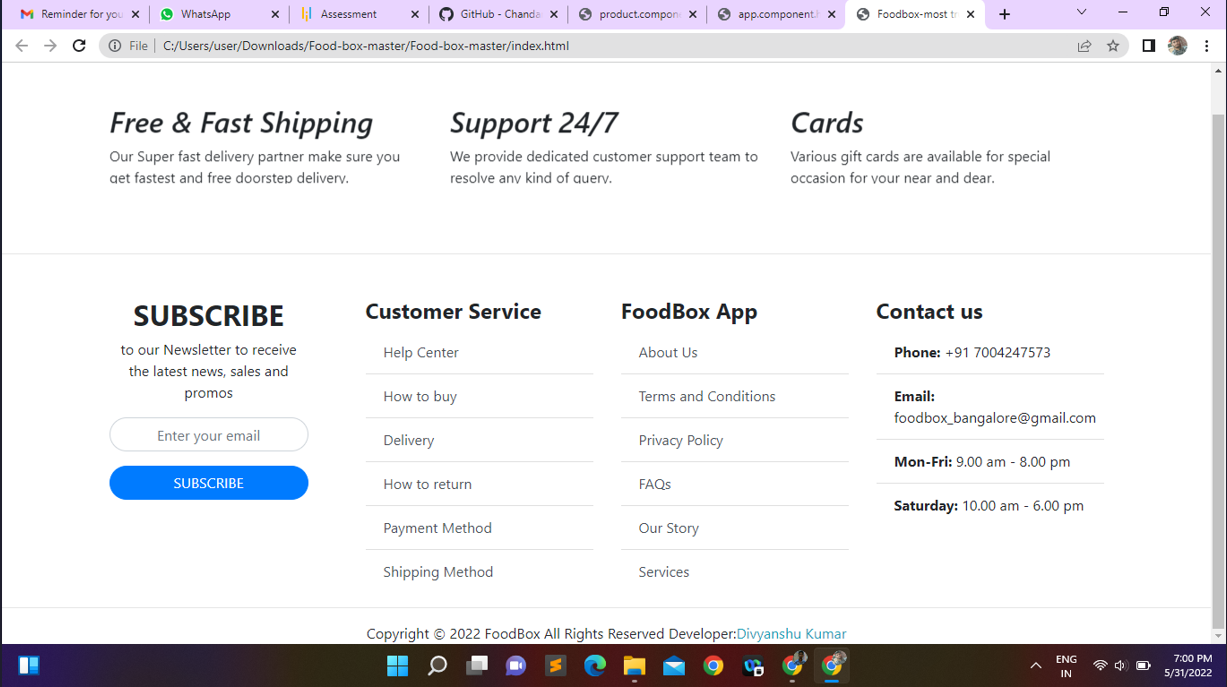 Reminder for you
WhatsApp
Assessment
GitHub - Chanda
product.compon
app.component.h
Foodbox-most tr
File
C:/Users/user/Downloads/Food-box-master/Food-box-master/index.html
Free & Fast Shipping
Our Super fast delivery partner make sure you
get fastest and free doorstep delivery.
Support 24/7
We provide dedicated customer support team to
resolve any kind of query.
Cards
Various gift cards are available for special
occasion for your near and dear.
SUBSCRIBE
to our Newsletter to receive
the latest news, sales and
promos
Enter your email
SUBSCRIBE
Customer Service
Help Center
How to buy
Delivery
How to return
Payment Method
Shipping Method
FoodBox App
About Us
Terms and Conditions
Privacy Policy
FAQs
Our Story
Services
Contact us
Phone: +91 7004247573
Email:
foodbox_bangalore@gmail.com
Mon-Fri: 9.00 am - 8.00 pm
Saturday: 10.00 am - 6.00 pm
Copyright © 2022 FoodBox All Rights Reserved Developer:Divyanshu Kumar
ENG
IN
7:00 PM
5/31/2022